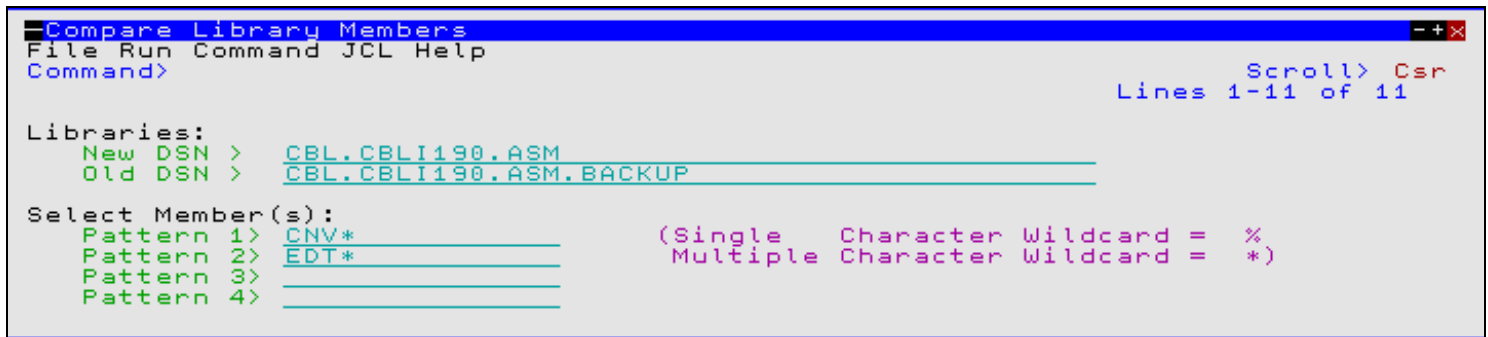 Compare Library Members
File Run Command JCL Help
Command> Scroll> Csr
Lines 1-11 of 11
Libraries:
New DSN > CBL.CBLI190.ASM
Old DSN > CBL.CBLI190.ASM.BACKUP
Select Member(s):
Pattern 1> CNV* (Single Character Wildcard = %
Pattern 2> EDT* Multiple Character Wildcard = *)
Pattern 3>
Pattern 4>